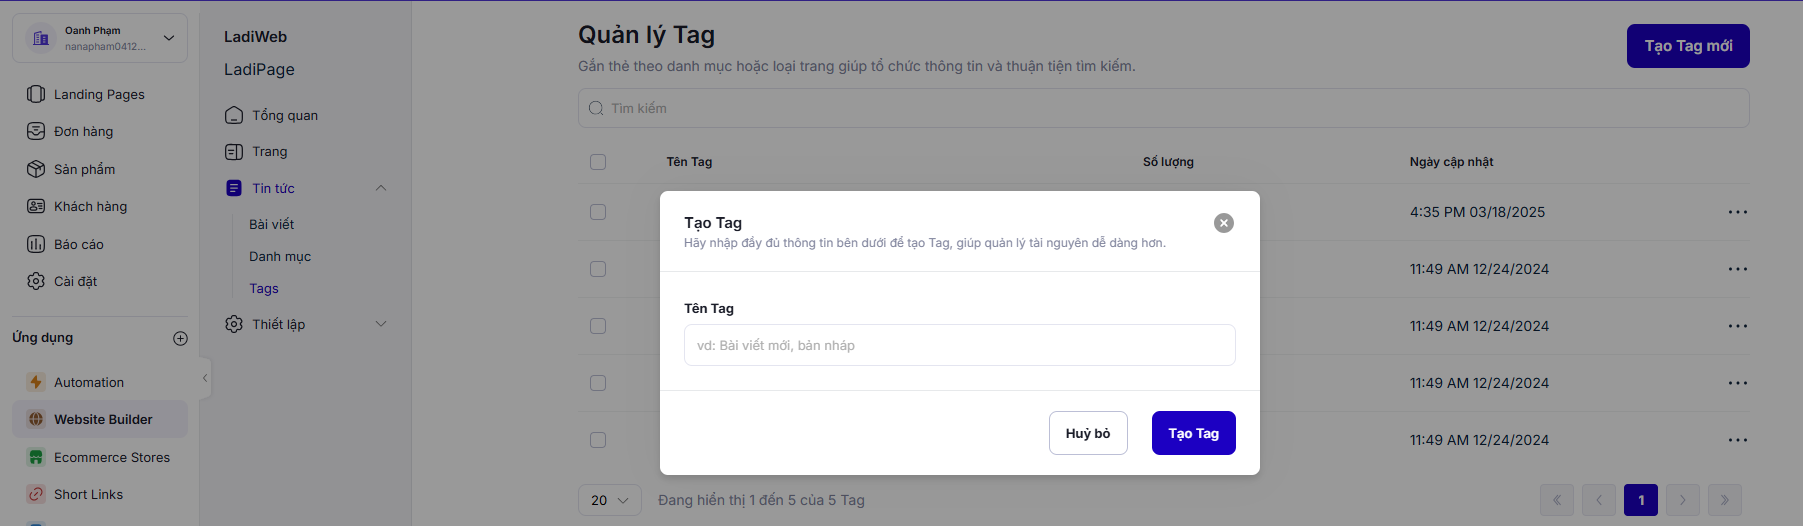 Oanh Phạm
nanapham0412...
Landing Pages
Đơn hàng
Sản phẩm
Khách hàng
Báo cáo
Cài đặt
Ứng dụng
Automation
Website Builder
Ecommerce Stores
Short Links
LadiWeb
LadiPage
Tổng quan
Trang
Tin tức
Bài viết
Danh mục
Tags
Thiết lập
Quản lý Tag
Gắn thẻ theo danh mục hoặc loại trang giúp tổ chức thông tin và thuận tiện tìm kiếm.
Tạo Tag mới
Tìm kiếm
Tên Tag Số lượng Ngày cập nhật
4:35 PM 03/18/2025
11:49 AM 12/24/2024
11:49 AM 12/24/2024
11:49 AM 12/24/2024
11:49 AM 12/24/2024
Tạo Tag
Hãy nhập đầy đủ thông tin bên dưới để tạo Tag, giúp quản lý tài nguyên dễ dàng hơn.
Tên Tag
vd: Bài viết mới, bản nháp
Huỷ bỏ Tạo Tag
20 Đang hiển thị 1 đến 5 của 5 Tag 1